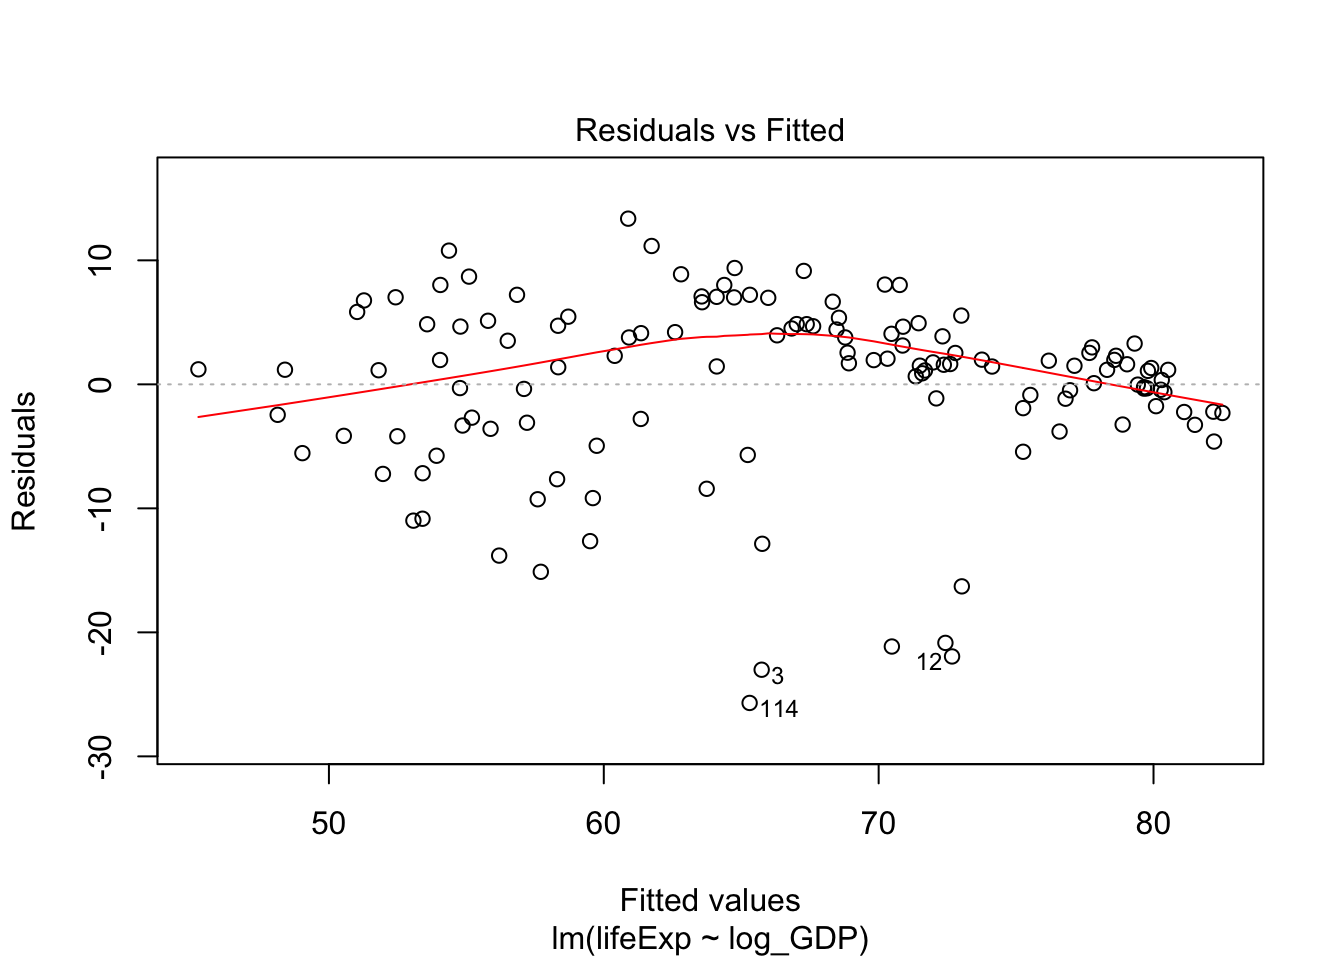 Residuals vs Fitted
Residuals
10
0
-10
-20
-30
12
3
114
50 60 70 80
Fitted values
lm(lifeExp ~ log_GDP)